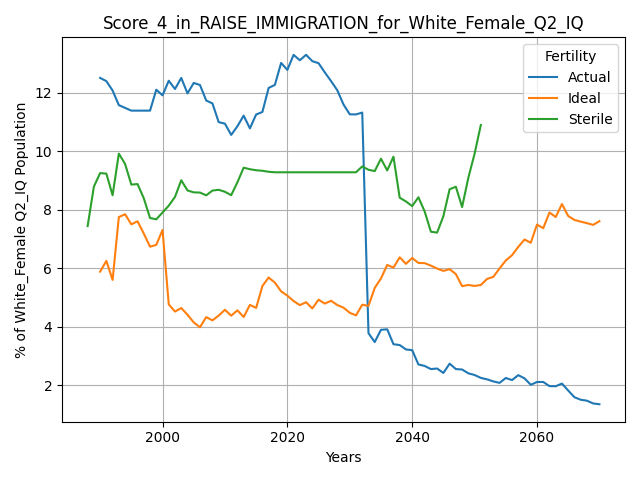 Score_4_in_RAISE_IMMIGRATION_for_White_Female_Q2_IQ
Fertility
Actual
Ideal
Sterile
% of White_Female Q2_IQ Population
12
10
8
6
4
2
2000
2020
2040
2060
Years